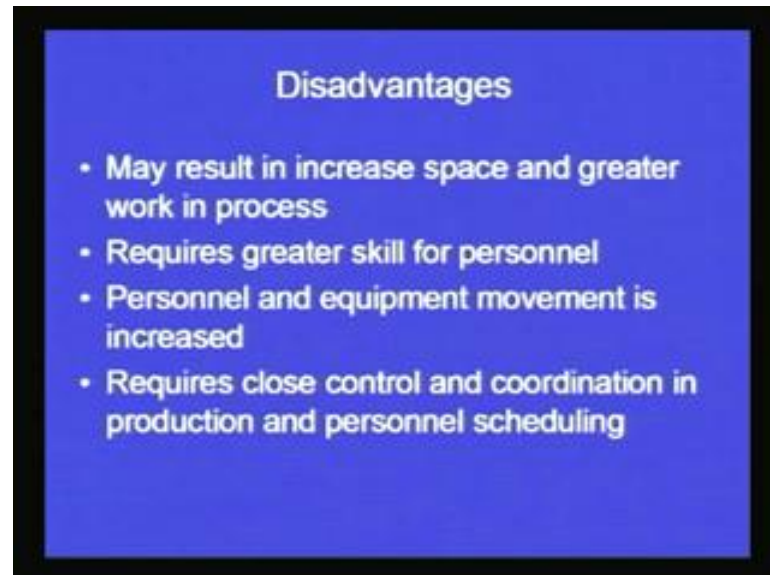 Disadvantages
• May result in increase space and greater
work in process
• Requires greater skill for personnel
• Personnel and equipment movement is
increased
• Requires close control and coordination in
production and personnel scheduling